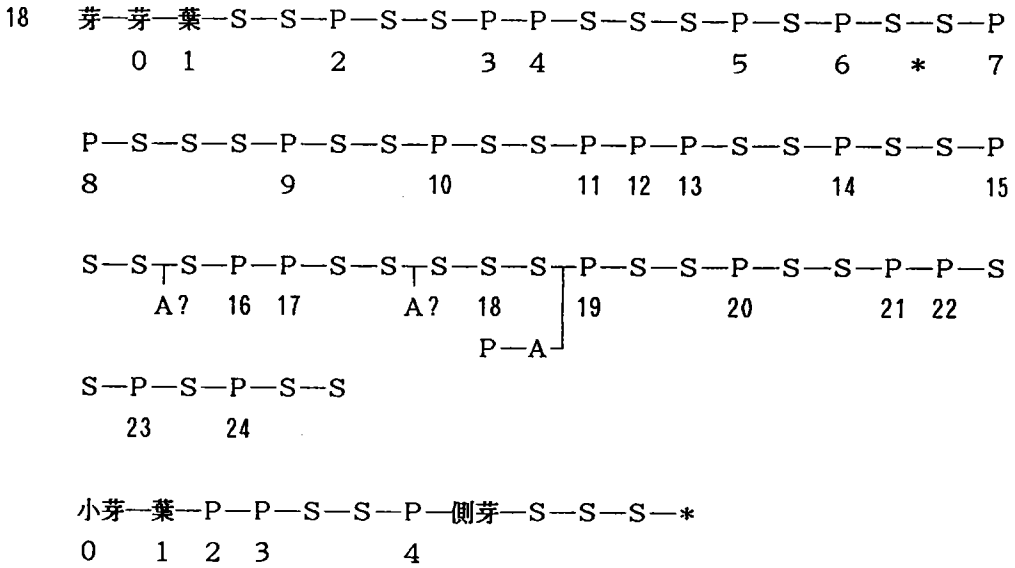 18 芽—芽—葉—S—S—P—S—S—P—P—S—S—S—P—S—P—S—S—P
0 1 2 3 4 5 6 * 7
P—S—S—S—P—S—S—P—S—S—P—P—P—S—S—P—S—S—P
8 9 10 11 12 13 14 15
S—S—S—P—P—S—S—S—S—S—P—S—S—P—S—S—P—P—S
A? 16 17 A? 18 19 20 21 22
P—A
S—P—S—P—S—S
23 24
小芽—葉—P—P—S—S—P—側芽—S—S—S—*
0 1 2 3 4